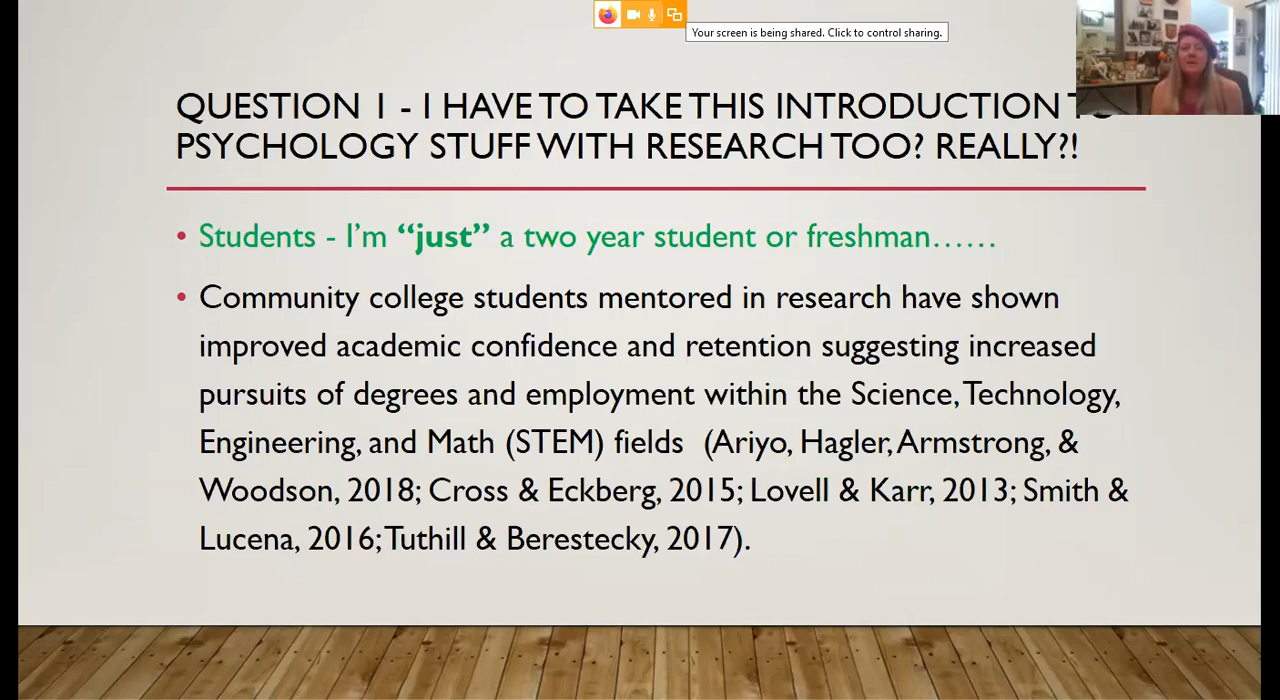 Your screen is being shared. Click to control sharing.
QUESTION 1 - I HAVE TO TAKE THIS INTRODUCTION TO
PSYCHOLOGY STUFF WITH RESEARCH TOO? REALLY?!
• Students - I’m “just” a two year student or freshman……
• Community college students mentored in research have shown
improved academic confidence and retention suggesting increased
pursuits of degrees and employment within the Science, Technology,
Engineering, and Math (STEM) fields (Ariyo, Hagler, Armstrong, &
Woodson, 2018; Cross & Eckberg, 2015; Lovell & Karr, 2013; Smith &
Lucena, 2016; Tuthill & Berestecky, 2017).